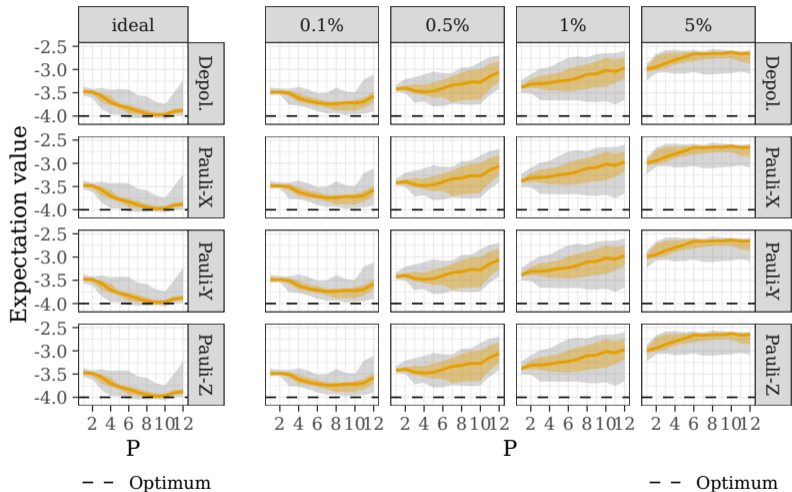 ideal 0.1% 0.5% 1% 5%
Expectation value
-2.5
-3.0
-3.5
-4.0
Depol. Depol.
-2.5
-3.0
-3.5
-4.0
Pauli-X Pauli-X
-2.5
-3.0
-3.5
-4.0
Pauli-Y Pauli-Y
-2.5
-3.0
-3.5
-4.0
Pauli-Z Pauli-Z
2 4 6 8 10 12 2 4 6 8 10 12 2 4 6 8 10 12 2 4 6 8 10 12 2 4 6 8 10 12
P P
Optimum Optimum